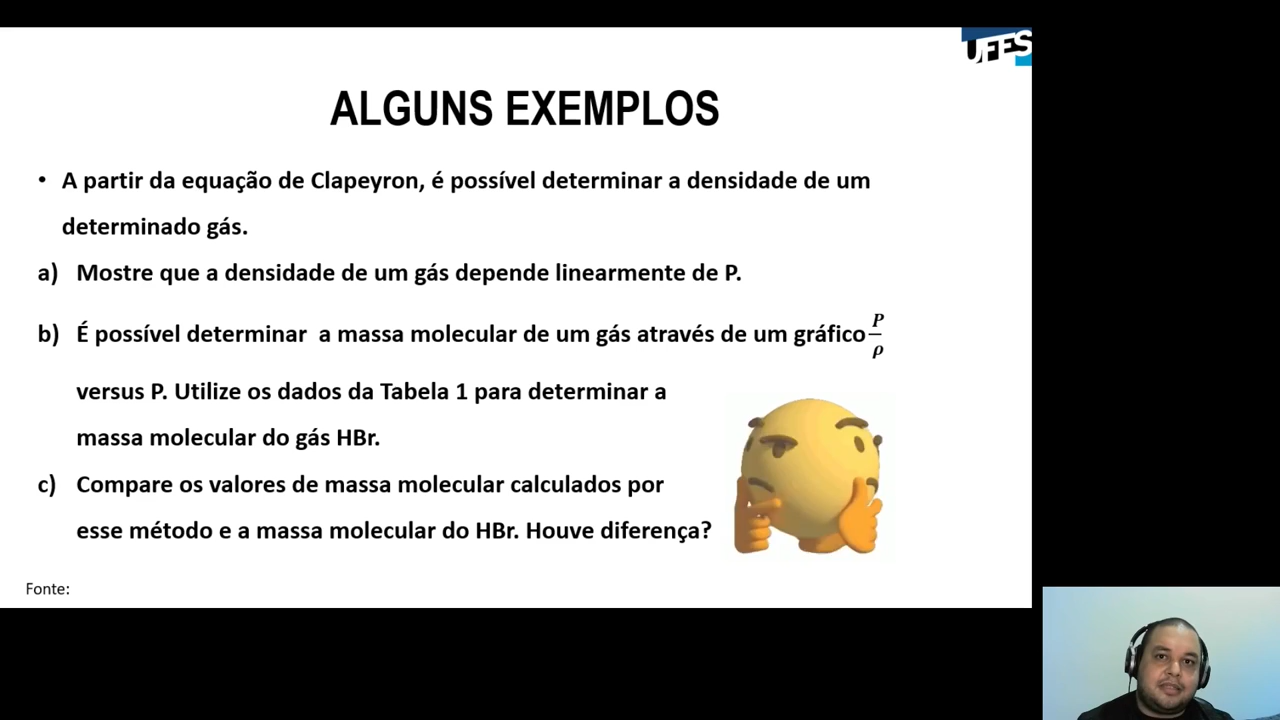 UFES
ALGUNS EXEMPLOS
• A partir da equação de Clapeyron, é possível determinar a densidade de um
determinado gás.
a) Mostre que a densidade de um gás depende linearmente de P.
b) É possível determinar a massa molecular de um gás através de um gráfico P/ρ
versus P. Utilize os dados da Tabela 1 para determinar a
massa molecular do gás HBr.
c) Compare os valores de massa molecular calculados por
esse método e a massa molecular do HBr. Houve diferença?
Fonte: